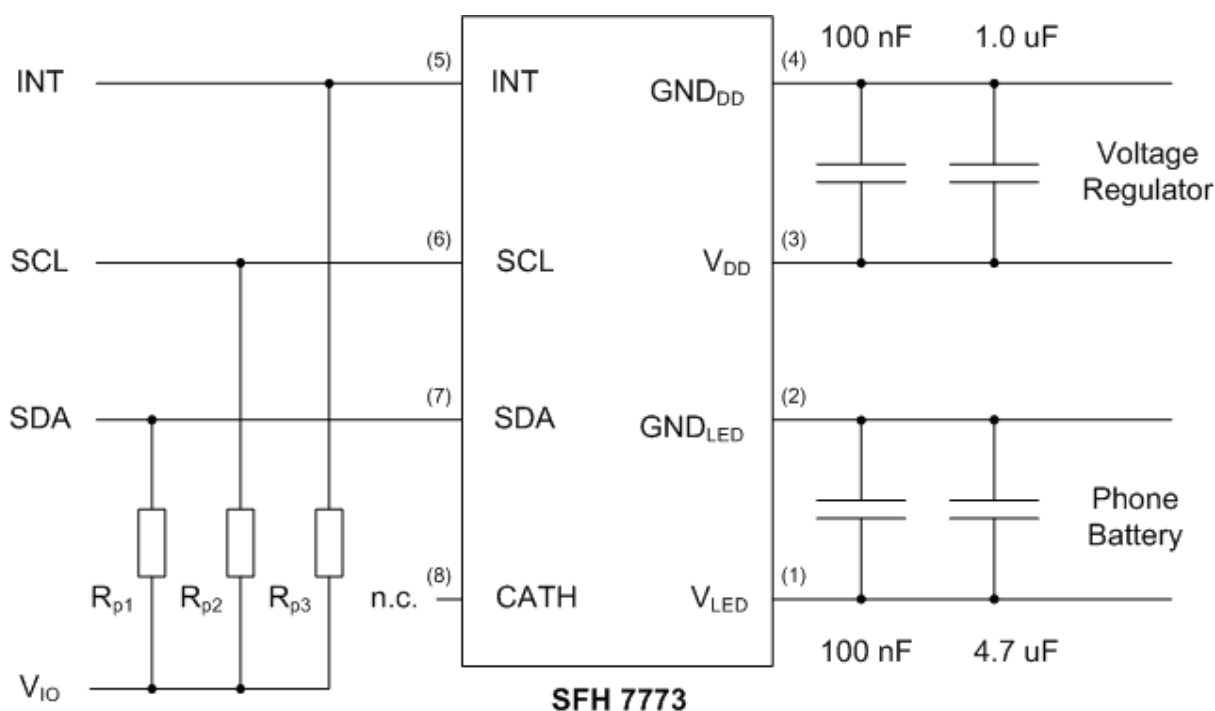 100 nF 1.0 uF
INT (5) INT GND_DD (4)
Voltage
Regulator
SCL (6) SCL V_DD (3)
SDA (7) SDA GND_LED (2)
Phone
Battery
R_p1 R_p2 R_p3 n.c. (8) CATH V_LED (1)
100 nF 4.7 uF
V_IO
SFH 7773